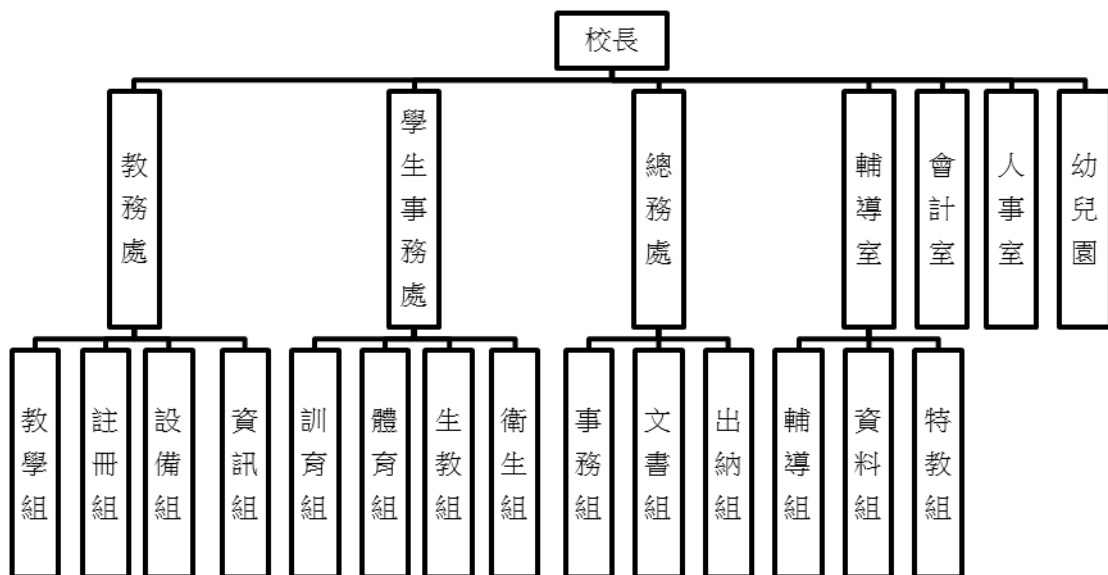 校長
教務處
學生事務處
總務處
輔導室
會計室
人事室
幼兒園
教學組
註冊組
設備組
資訊組
訓育組
體育組
生教組
衛生組
事務組
文書組
出納組
輔導組
資料組
特教組